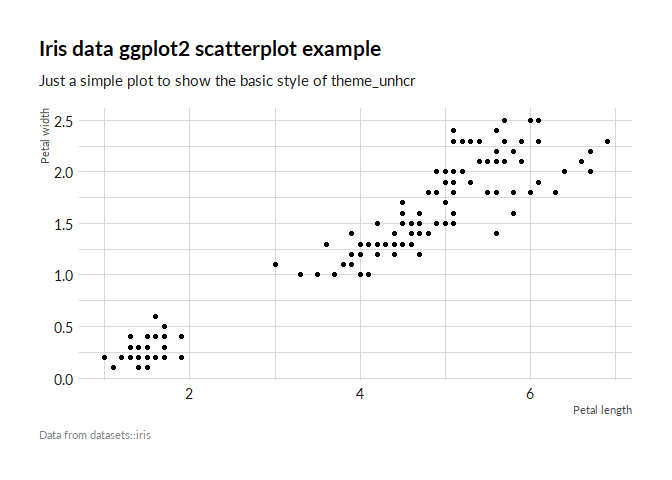 Iris data ggplot2 scatterplot example
Just a simple plot to show the basic style of theme_unhcr
Petal width
2.5
2.0
1.5
1.0
0.5
0.0
2 4 6
Petal length
Data from datasets::iris